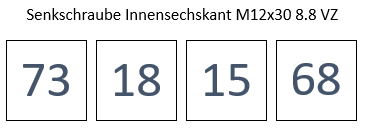 Senkschraube Innensechskant M12x30 8.8 VZ
73 18 15 68